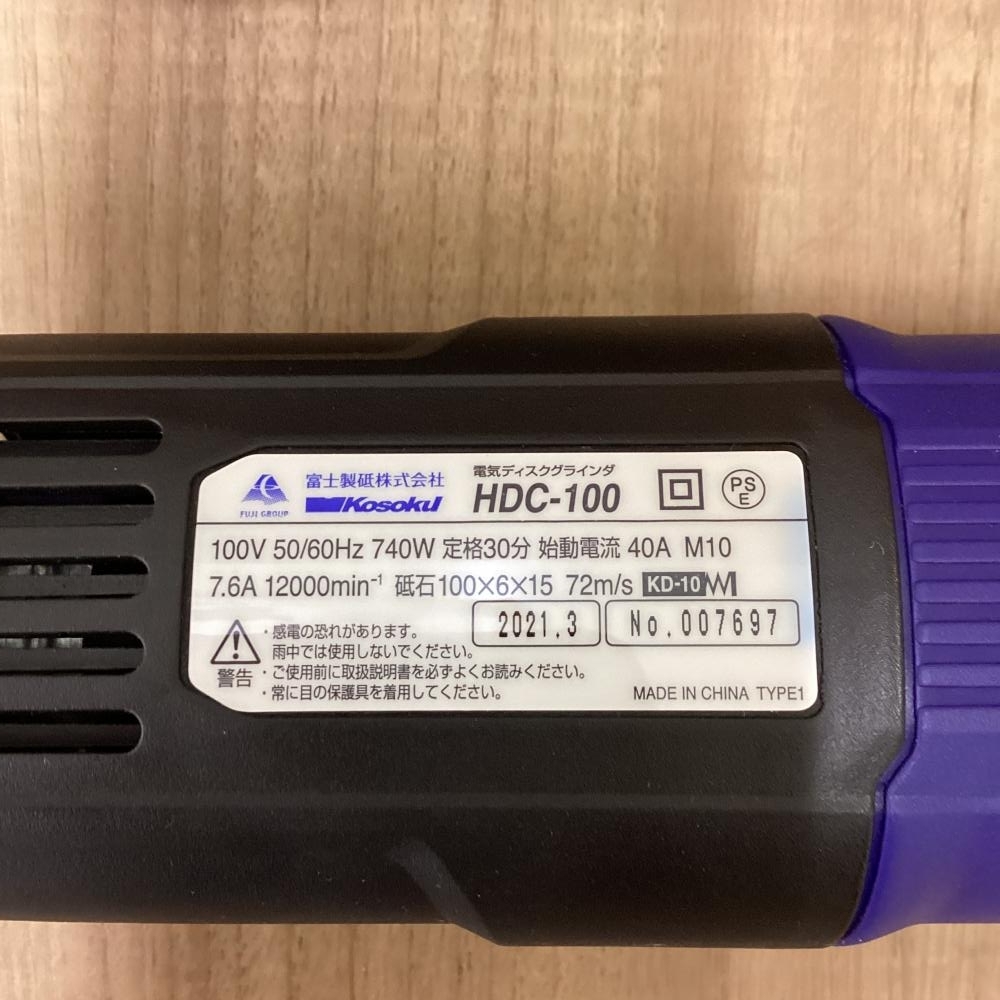 FUJI GROUP
富士製砥株式会社
Kosoku
電気ディスクグラインダ
HDC-100
PS
E
100V 50/60Hz 740W 定格30分 始動電流 40A M10
7.6A 12000min⁻¹ 砥石100×6×15 72m/s KD-10
2021.3
No.007697
警告
・感電の恐れがあります。
雨中では使用しないでください。
・ご使用前に取扱説明書を必ずよくお読みください。
・常に目の保護具を着用してください。
MADE IN CHINA TYPE1